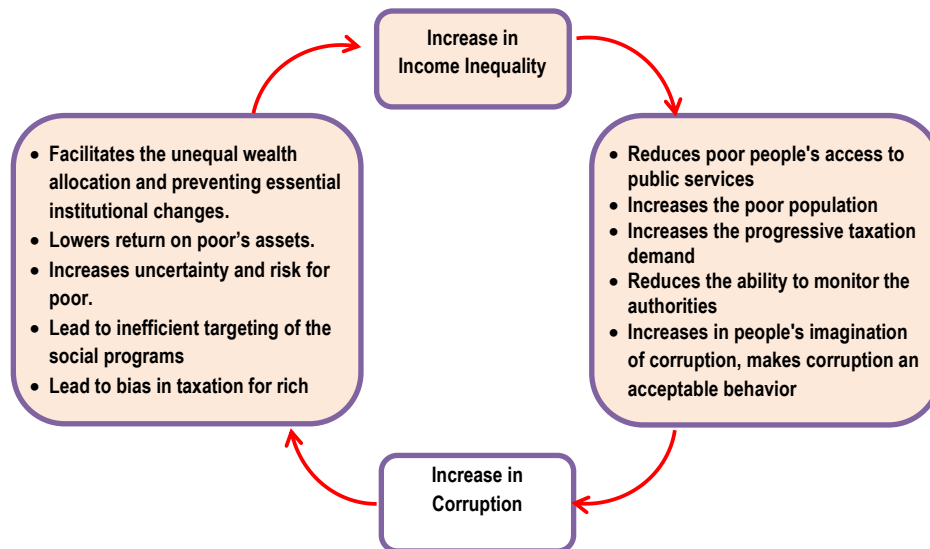 Increase in
Income Inequality
• Facilitates the unequal wealth
allocation and preventing essential
institutional changes.
• Lowers return on poor's assets.
• Increases uncertainty and risk for
poor.
• Lead to inefficient targeting of the
social programs
• Lead to bias in taxation for rich
• Reduces poor people's access to
public services
• Increases the poor population
• Increases the progressive taxation
demand
• Reduces the ability to monitor the
authorities
• Increases in people's imagination
of corruption, makes corruption an
acceptable behavior
Increase in
Corruption